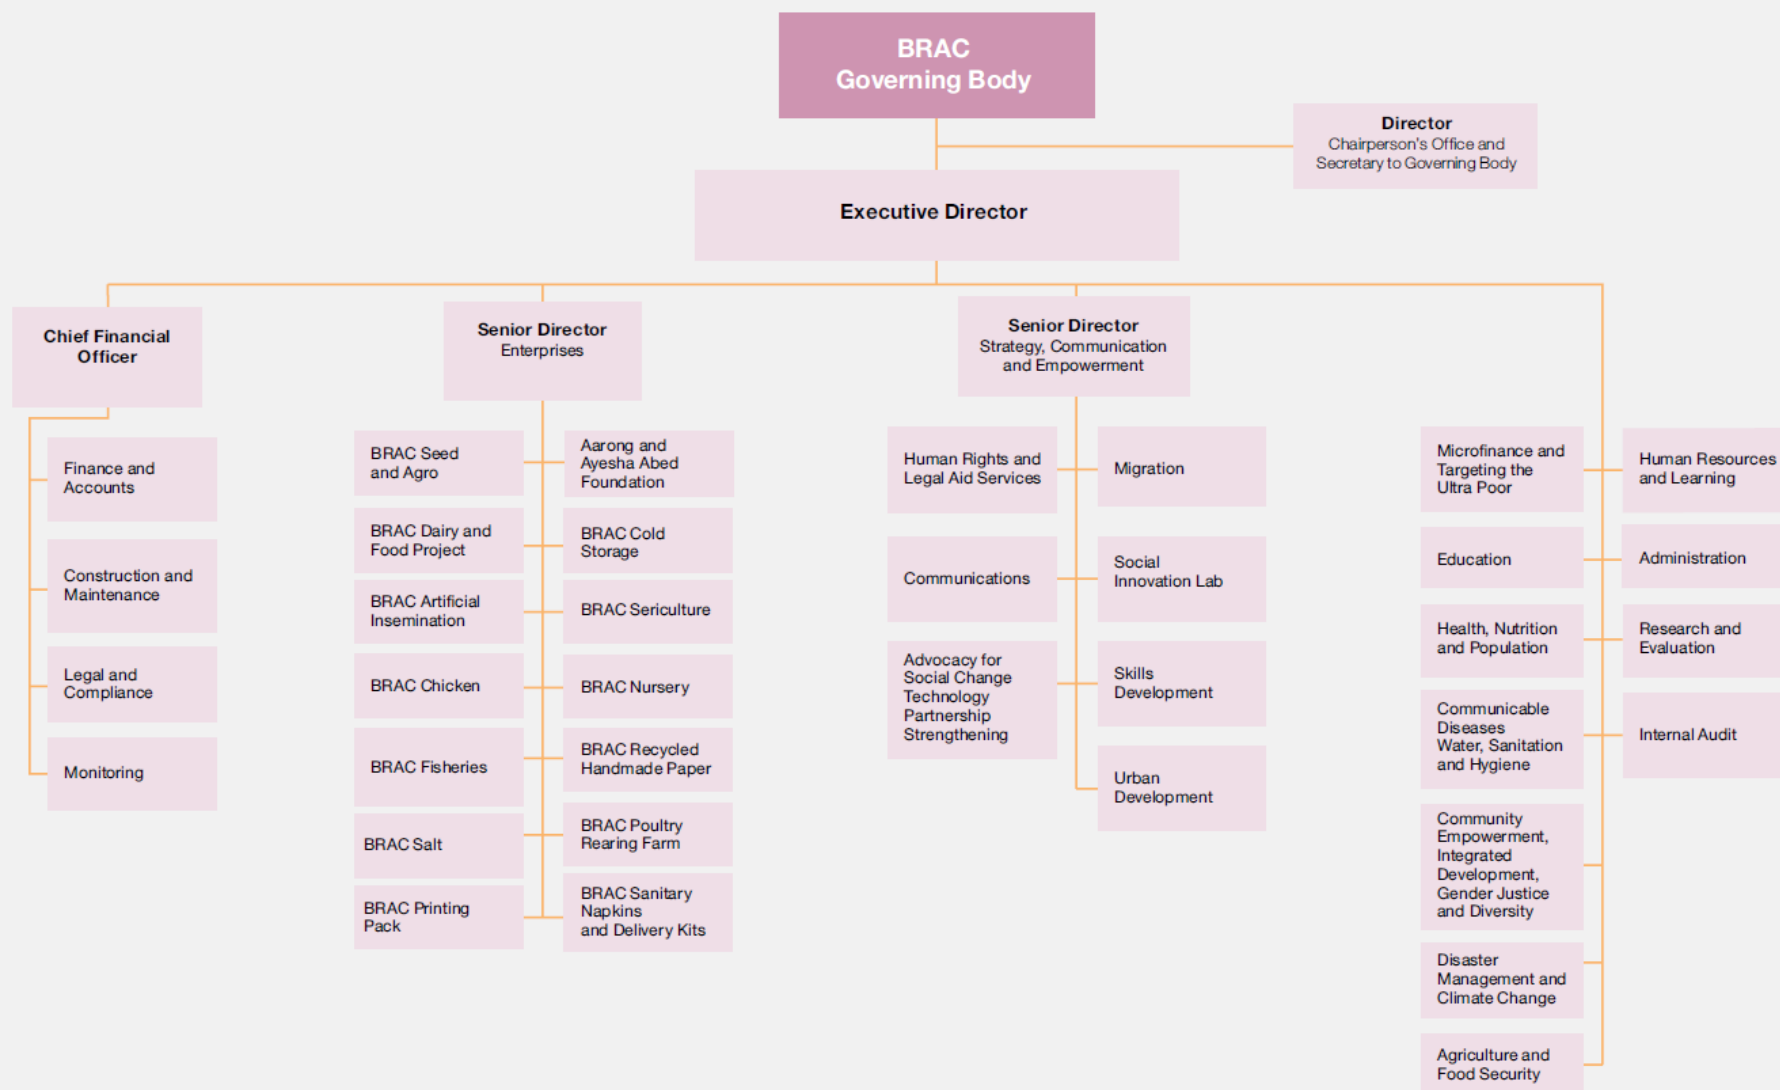 BRAC
Governing Body
Director
Chairperson's Office and
Secretary to Governing Body
Executive Director
Chief Financial
Officer
Finance and
Accounts
Construction and
Maintenance
Legal and
Compliance
Monitoring
Senior Director
Enterprises
BRAC Seed
and Agro
Aarong and
Ayesha Abed
Foundation
BRAC Dairy and
Food Project
BRAC Cold
Storage
BRAC Artificial
Insemination
BRAC Sericulture
BRAC Chicken
BRAC Nursery
BRAC Fisheries
BRAC Recycled
Handmade Paper
BRAC Salt
BRAC Poultry
Rearing Farm
BRAC Printing
Pack
BRAC Sanitary
Napkins
and Delivery Kits
Senior Director
Strategy, Communication
and Empowerment
Human Rights and
Legal Aid Services
Migration
Communications
Social
Innovation Lab
Advocacy for
Social Change
Technology
Partnership
Strengthening
Skills
Development
Urban
Development
Microfinance and
Targeting the
Ultra Poor
Human Resources
and Learning
Education
Administration
Health, Nutrition
and Population
Research and
Evaluation
Communicable
Diseases
Water, Sanitation
and Hygiene
Internal Audit
Community
Empowerment,
Integrated
Development,
Gender Justice
and Diversity
Disaster
Management and
Climate Change
Agriculture and
Food Security